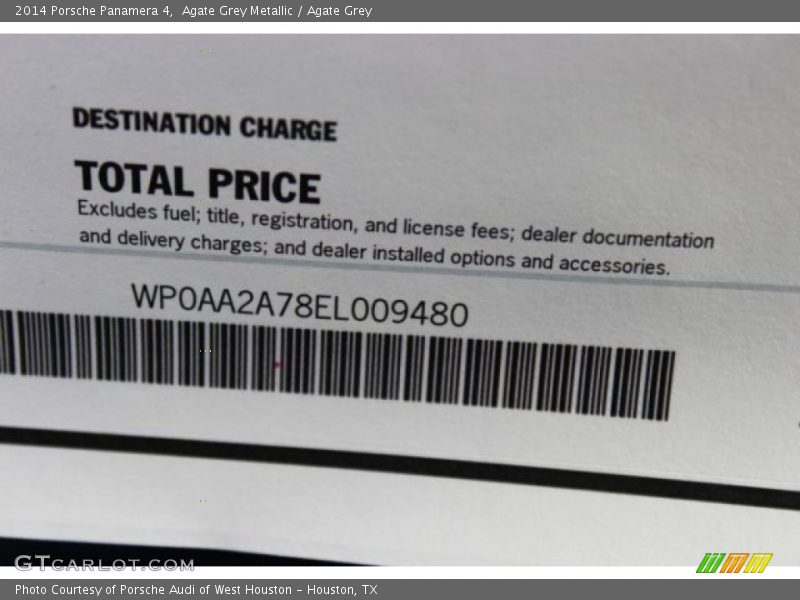 2014 Porsche Panamera 4,  Agate Grey Metallic / Agate Grey
DESTINATION CHARGE
TOTAL PRICE
Excludes fuel; title, registration, and license fees; dealer documentation
and delivery charges; and dealer installed options and accessories.
WP0AA2A78EL009480
GTCARLOT.COM
Photo Courtesy of Porsche Audi of West Houston – Houston, TX